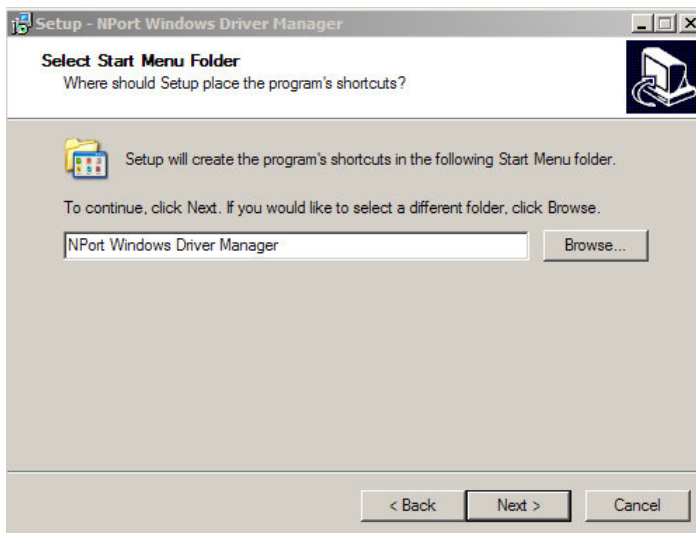 Setup - NPort Windows Driver Manager
Select Start Menu Folder
Where should Setup place the program's shortcuts?
Setup will create the program's shortcuts in the following Start Menu folder.
To continue, click Next. If you would like to select a different folder, click Browse.
NPort Windows Driver Manager
Browse...
< Back
Next >
Cancel